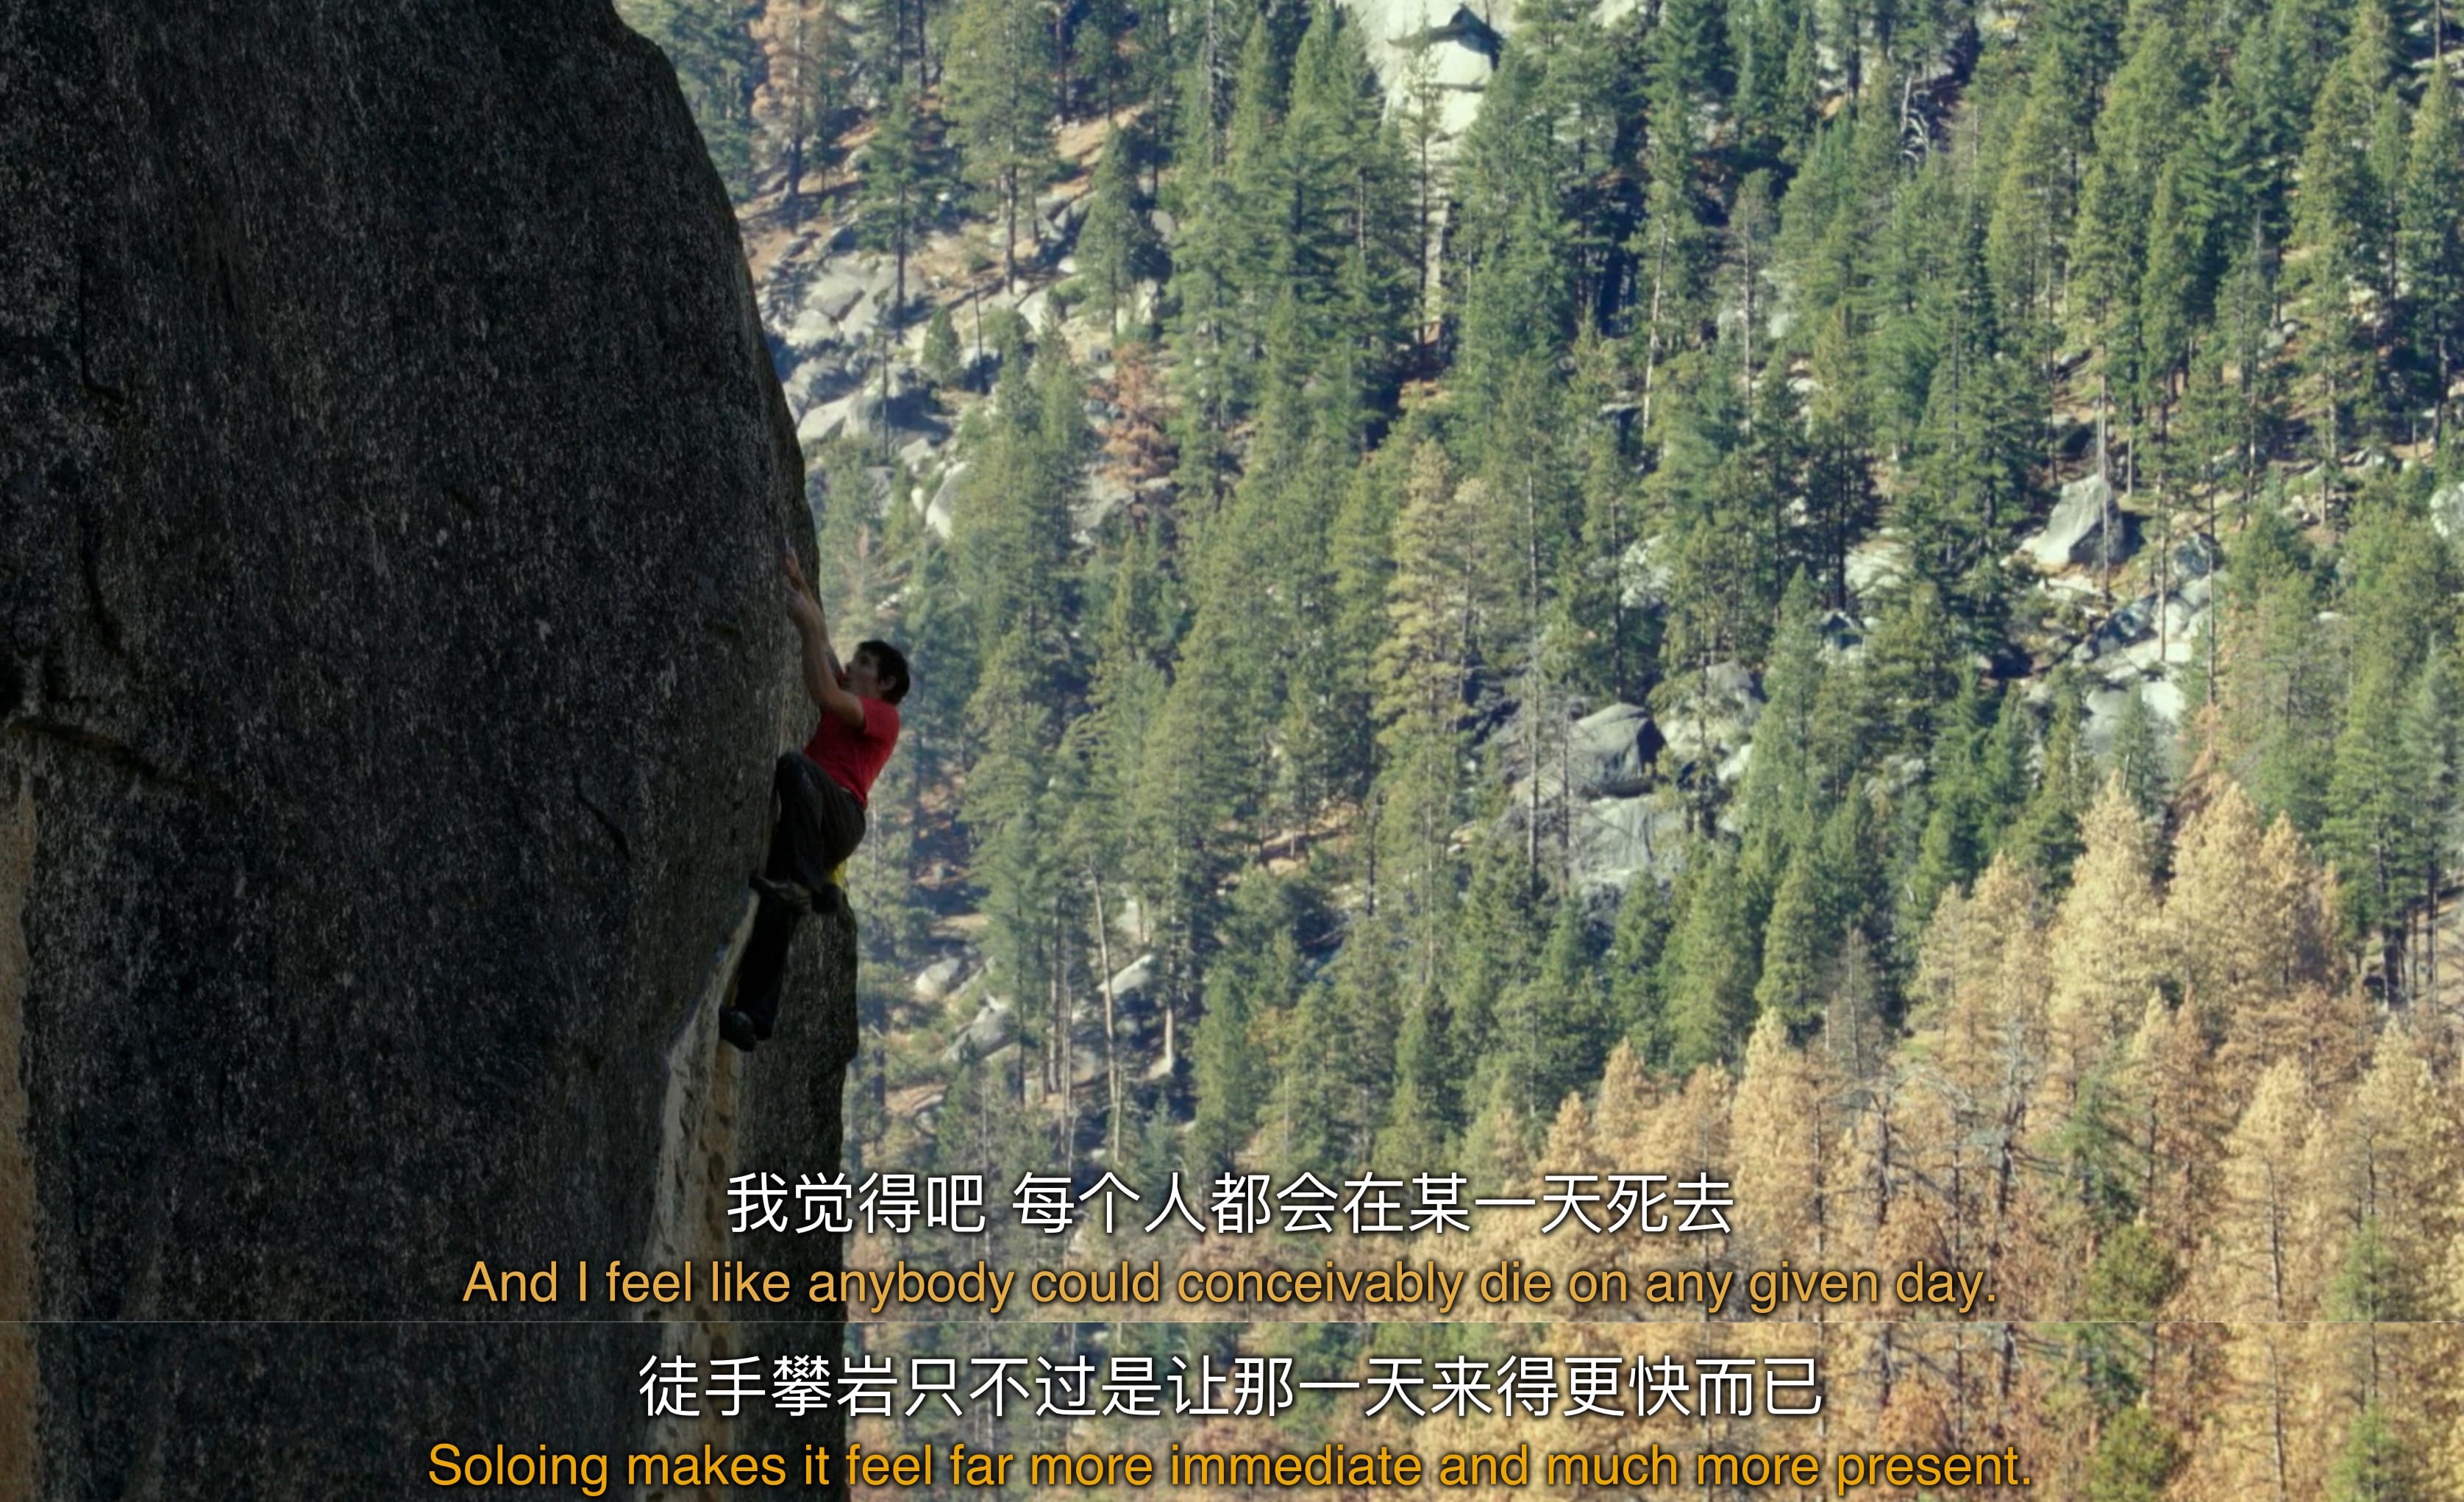 我觉得吧 每个人都会在某一天死去
And I feel like anybody could conceivably die on any given day.
徒手攀岩只不过是让那一天来得更快而已
Soloing makes it feel far more immediate and much more present.